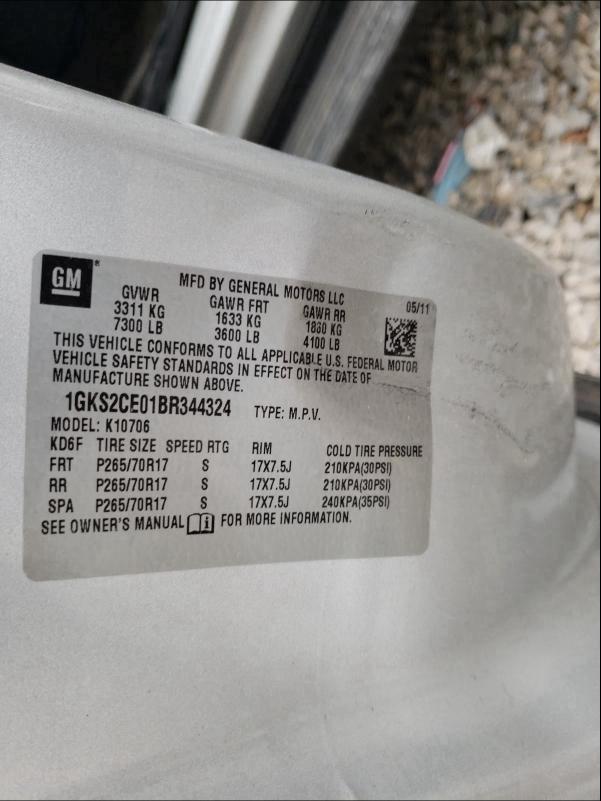 GM
MFD BY GENERAL MOTORS LLC 05/11
GVWR GAWR FRT GAWR RR
3311 KG 1633 KG 1860 KG
7300 LB 3600 LB 4100 LB
THIS VEHICLE CONFORMS TO ALL APPLICABLE U.S. FEDERAL MOTOR
VEHICLE SAFETY STANDARDS IN EFFECT ON THE DATE OF
MANUFACTURE SHOWN ABOVE.
1GKS2CE01BR344324 TYPE: M.P.V.
MODEL: K10706
KD6F TIRE SIZE SPEED RTG RIM COLD TIRE PRESSURE
FRT P265/70R17 S 17X7.5J 210KPA(30PSI)
RR P265/70R17 S 17X7.5J 210KPA(30PSI)
SPA P265/70R17 S 17X7.5J 240KPA(35PSI)
SEE OWNER'S MANUAL FOR MORE INFORMATION.